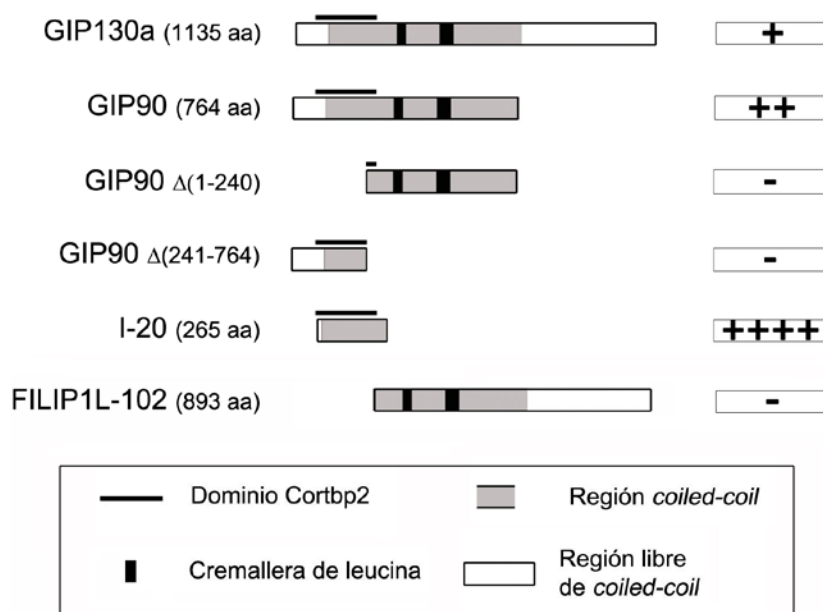 GIP130a (1135 aa) +
GIP90 (764 aa) ++
GIP90 Δ(1-240) -
GIP90 Δ(241-764) -
I-20 (265 aa) ++++
FILIP1L-102 (893 aa) -
Dominio Cortbp2
Región coiled-coil
Cremallera de leucina
Región libre
de coiled-coil